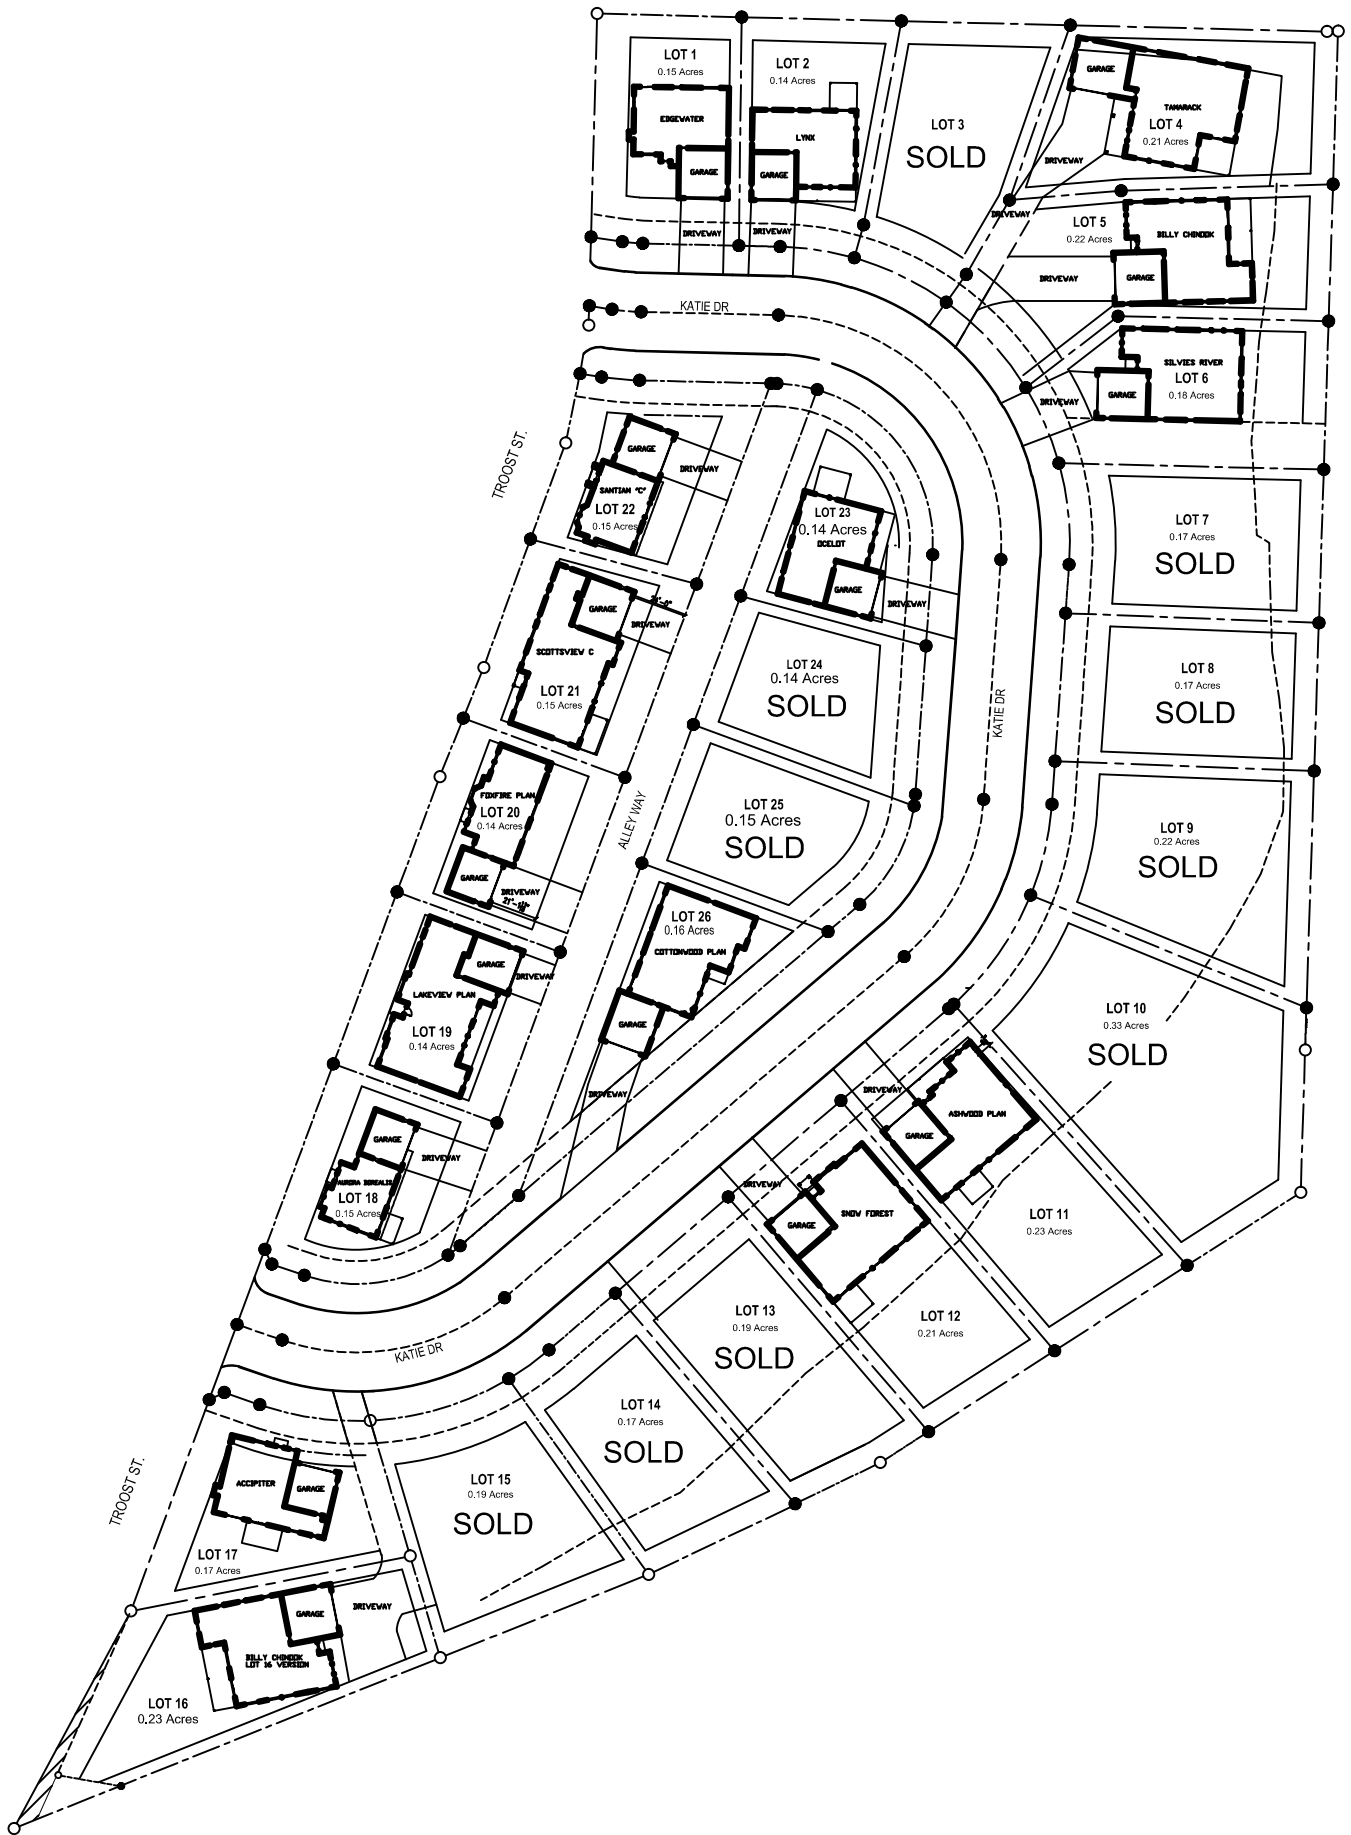 LOT 1
0.15 Acres
EDGEWATER
GARAGE
DRIVEWAY
LOT 2
0.14 Acres
LYNX
GARAGE
DRIVEWAY
LOT 3
SOLD
GARAGE
TAMARACK
LOT 4
0.21 Acres
DRIVEWAY
DRIVEWAY
LOT 5
0.22 Acres
BILLY CHINOOK
DRIVEWAY
GARAGE
KATIE DR
SILVIES RIVER
LOT 6
0.18 Acres
GARAGE
DRIVEWAY
TROOST ST.
GARAGE
DRIVEWAY
SANTIAM "C"
LOT 22
0.15 Acres
LOT 23
0.14 Acres
OCELOT
GARAGE
DRIVEWAY
LOT 7
0.17 Acres
SOLD
GARAGE
DRIVEWAY
SCOTTSVIEW C
LOT 21
0.15 Acres
LOT 24
0.14 Acres
SOLD
KATIE DR
LOT 8
0.17 Acres
SOLD
FOXFIRE PLAN
LOT 20
0.14 Acres
GARAGE
DRIVEWAY
ALLEY WAY
LOT 25
0.15 Acres
SOLD
LOT 9
0.22 Acres
SOLD
LOT 26
0.16 Acres
COTTONWOOD PLAN
GARAGE
DRIVEWAY
GARAGE
DRIVEWAY
LAKEVIEW PLAN
LOT 19
0.14 Acres
LOT 10
0.33 Acres
SOLD
DRIVEWAY
ASHWOOD PLAN
GARAGE
LOT 11
0.23 Acres
GARAGE
DRIVEWAY
AURORA BOREALIS
LOT 18
0.15 Acres
DRIVEWAY
SNOW FOREST
GARAGE
LOT 12
0.21 Acres
LOT 13
0.19 Acres
SOLD
KATIE DR
LOT 14
0.17 Acres
SOLD
LOT 15
0.19 Acres
SOLD
TROOST ST.
ACCIPITER
GARAGE
LOT 17
0.17 Acres
GARAGE
DRIVEWAY
BILLY CHINOOK
LOT 16 VERSION
LOT 16
0.23 Acres